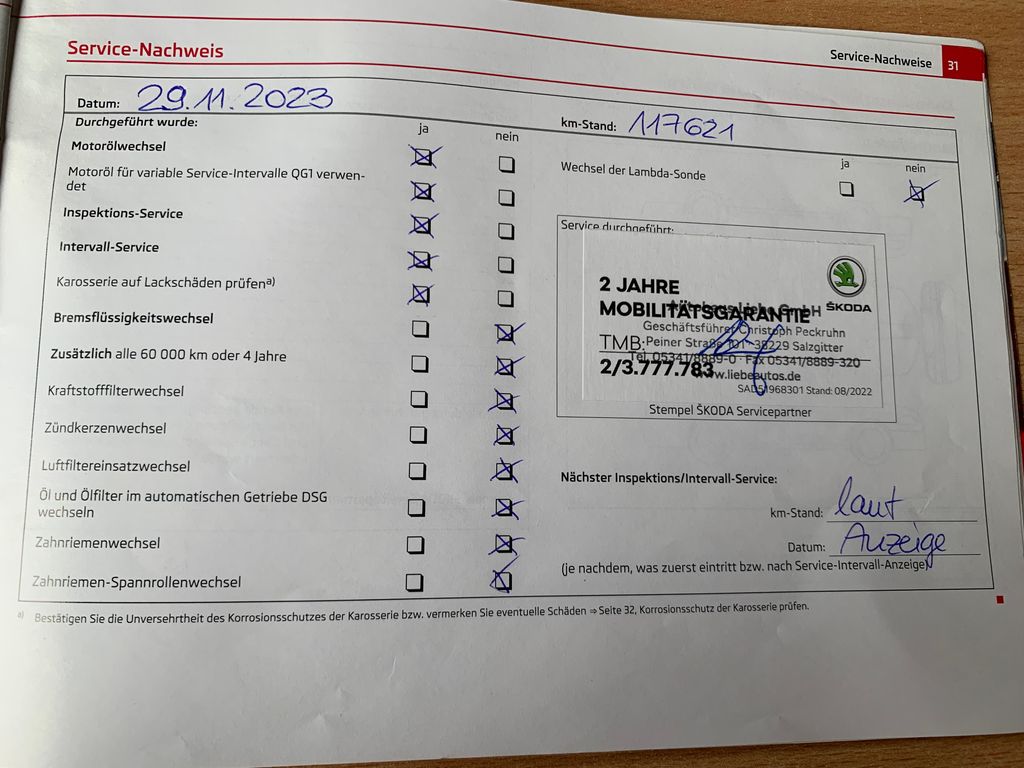 Service-Nachweis
Service-Nachweise 31
Datum: 29.11.2023
km-Stand: 117621
Durchgeführt wurde:
ja nein
Motorölwechsel
Motoröl für variable Service-Intervalle QG1 verwen-
det
Inspektions-Service
Intervall-Service
Karosserie auf Lackschäden prüfena)
Bremsflüssigkeitswechsel
Zusätzlich alle 60 000 km oder 4 Jahre
Kraftstofffilterwechsel
Zündkerzenwechsel
Luftfiltereinsatzwechsel
Öl und Ölfilter im automatischen Getriebe DSG
wechseln
Zahnriemenwechsel
Zahnriemen-Spannrollenwechsel
ja nein
Wechsel der Lambda-Sonde
Service durchgeführt:
2 JAHRE
MOBILITÄTSGARANTIE
ŠKODA
Autohaus Liebe GmbH
Geschäftsführer Christoph Peckruhn
TMB:
Peiner Straße 101 · 38229 Salzgitter
Tel. 05341/8889-0 · Fax 05341/8889-320
2/3.777.783
www.liebeautos.de
SAD51968301 Stand: 08/2022
Stempel ŠKODA Servicepartner
Nächster Inspektions/Intervall-Service:
km-Stand: laut
Datum: Anzeige
(je nachdem, was zuerst eintritt bzw. nach Service-Intervall-Anzeige)
a) Bestätigen Sie die Unversehrtheit des Korrosionsschutzes der Karosserie bzw. vermerken Sie eventuelle Schäden ⇒ Seite 32, Korrosionsschutz der Karosserie prüfen.